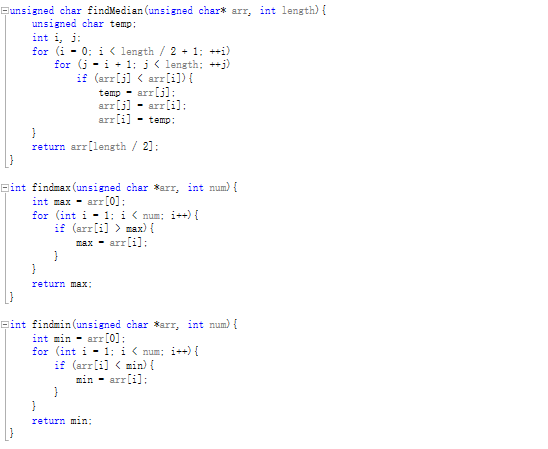 unsigned char findMedian(unsigned char* arr, int length){
    unsigned char temp;
    int i, j;
    for (i = 0; i < length / 2 + 1; ++i)
        for (j = i + 1; j < length; ++j)
            if (arr[j] < arr[i]){
                temp = arr[j];
                arr[j] = arr[i];
                arr[i] = temp;
    }
    return arr[length / 2];
}
int findmax(unsigned char *arr, int num){
    int max = arr[0];
    for (int i = 1; i < num; i++){
        if (arr[i] > max){
            max = arr[i];
        }
    }
    return max;
}
int findmin(unsigned char *arr, int num){
    int min = arr[0];
    for (int i = 1; i < num; i++){
        if (arr[i] < min){
            min = arr[i];
        }
    }
    return min;
}